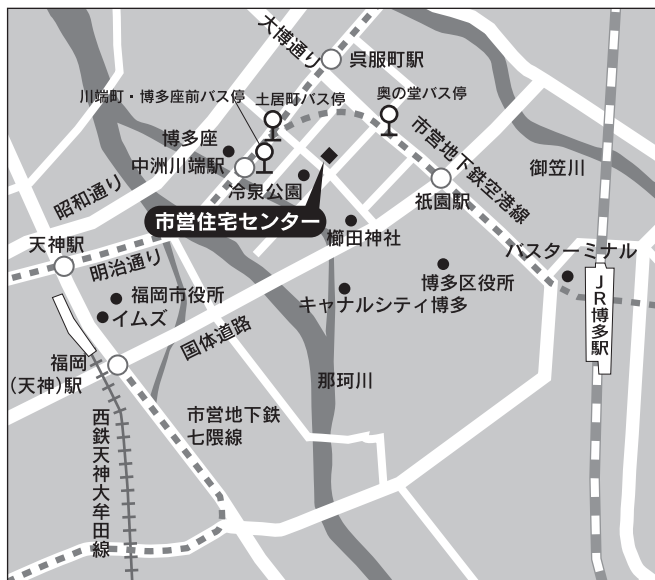 大博通り
呉服町駅
川端町・博多座前バス停
土居町バス停
奥の堂バス停
博多座
中洲川端駅
冷泉公園
市営地下鉄空港線
御笠川
昭和通り
祇園駅
市営住宅センター
天神駅
明治通り
櫛田神社
バスターミナル
福岡市役所
イムズ
博多区役所
キャナルシティ博多
JR博多駅
国体道路
福岡
(天神)駅
那珂川
市営地下鉄
七隈線
西鉄天神大牟田線